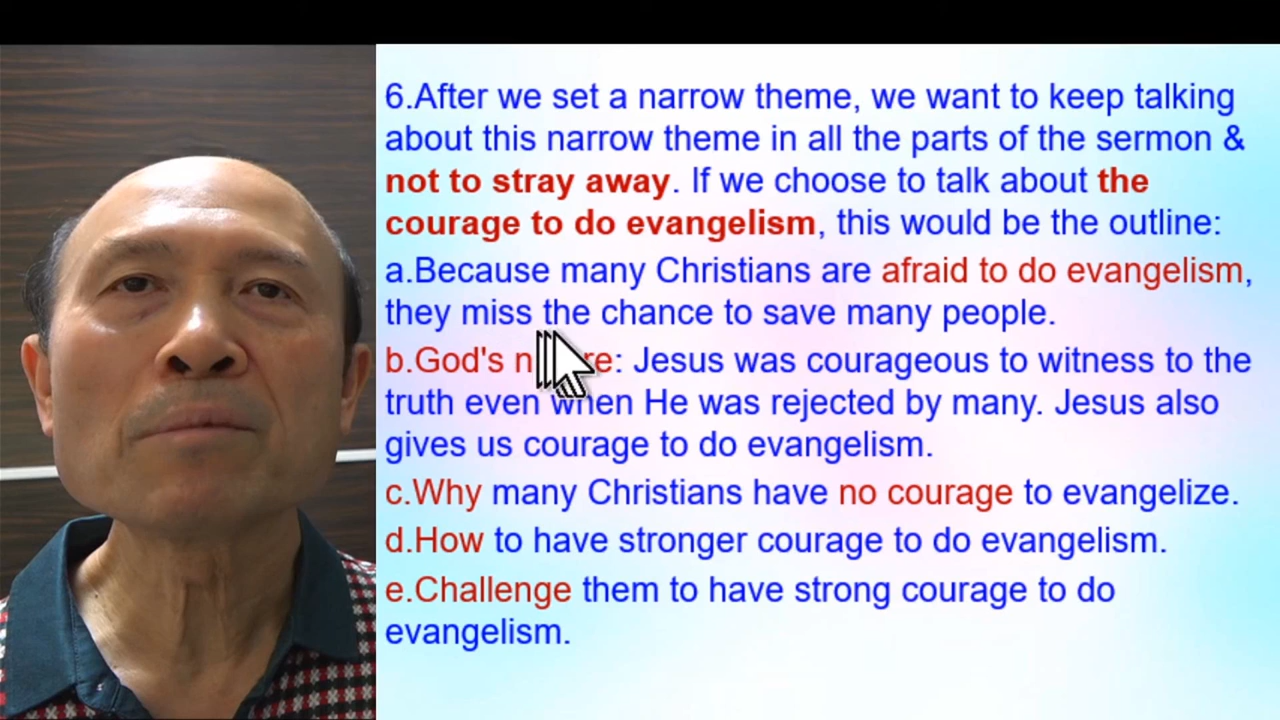 6.After we set a narrow theme, we want to keep talking
about this narrow theme in all the parts of the sermon &
not to stray away. If we choose to talk about the
courage to do evangelism, this would be the outline:
a.Because many Christians are afraid to do evangelism,
they miss the chance to save many people.
b.God's : Jesus was courageous to witness to the
truth even when He was rejected by many. Jesus also
gives us courage to do evangelism.
c.Why many Christians have no courage to evangelize.
d.How to have stronger courage to do evangelism.
e.Challenge them to have strong courage to do
evangelism.